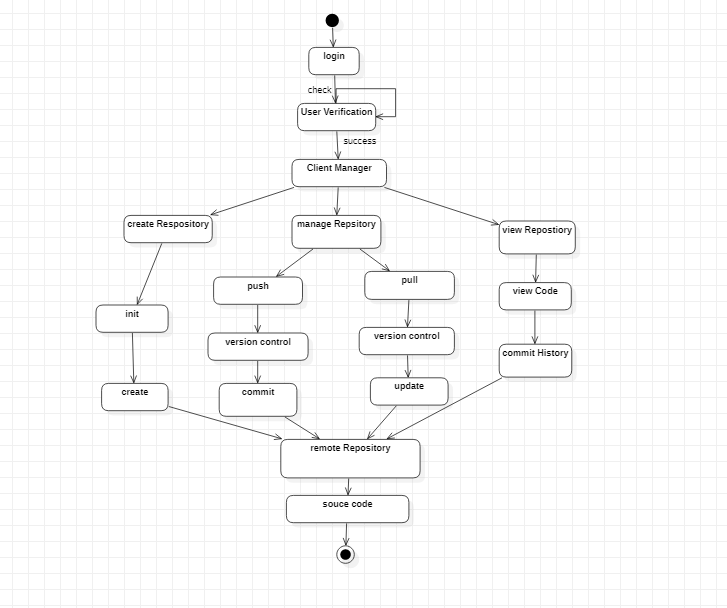 login
check
User Verification
success
Client Manager
create Respository
manage Repsitory
view Repostiory
push
pull
view Code
init
version control
version control
commit History
create
commit
update
remote Repository
souce code